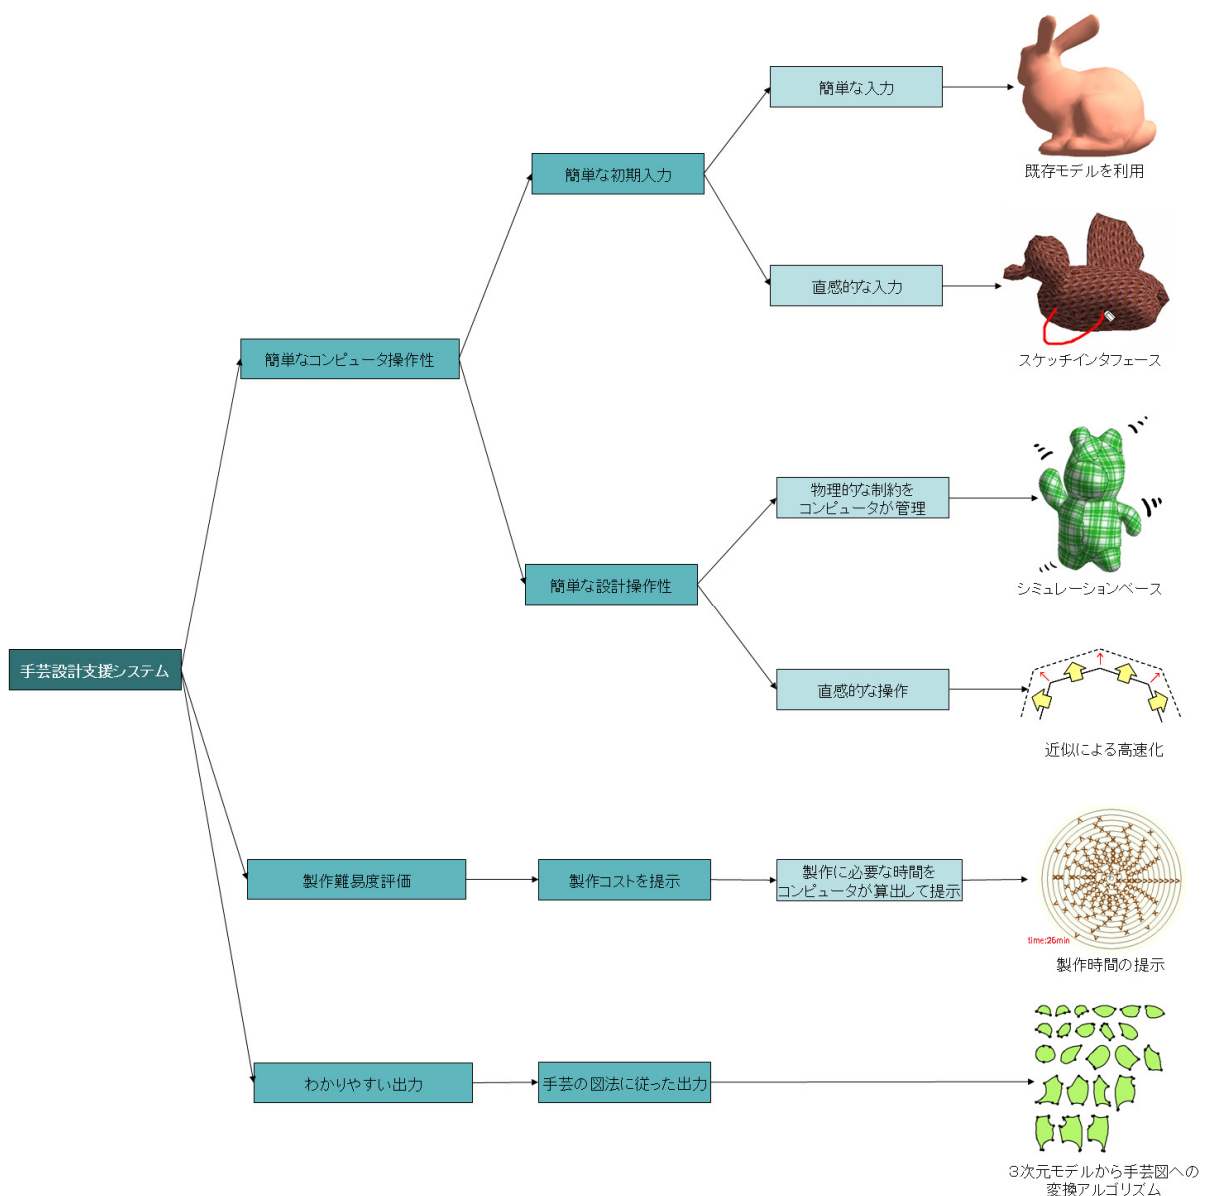 簡単な入力
既存モデルを利用
簡単な初期入力
直感的な入力
スケッチインタフェース
簡単なコンピュータ操作性
物理的な制約を
コンピュータが管理
シミュレーションベース
簡単な設計操作性
手芸設計支援システム
直感的な操作
近似による高速化
製作難易度評価
製作コストを提示
製作に必要な時間を
コンピュータが算出して提示
time:26min
製作時間の提示
わかりやすい出力
手芸の図法に従った出力
3次元モデルから手芸図への
変換アルゴリズム